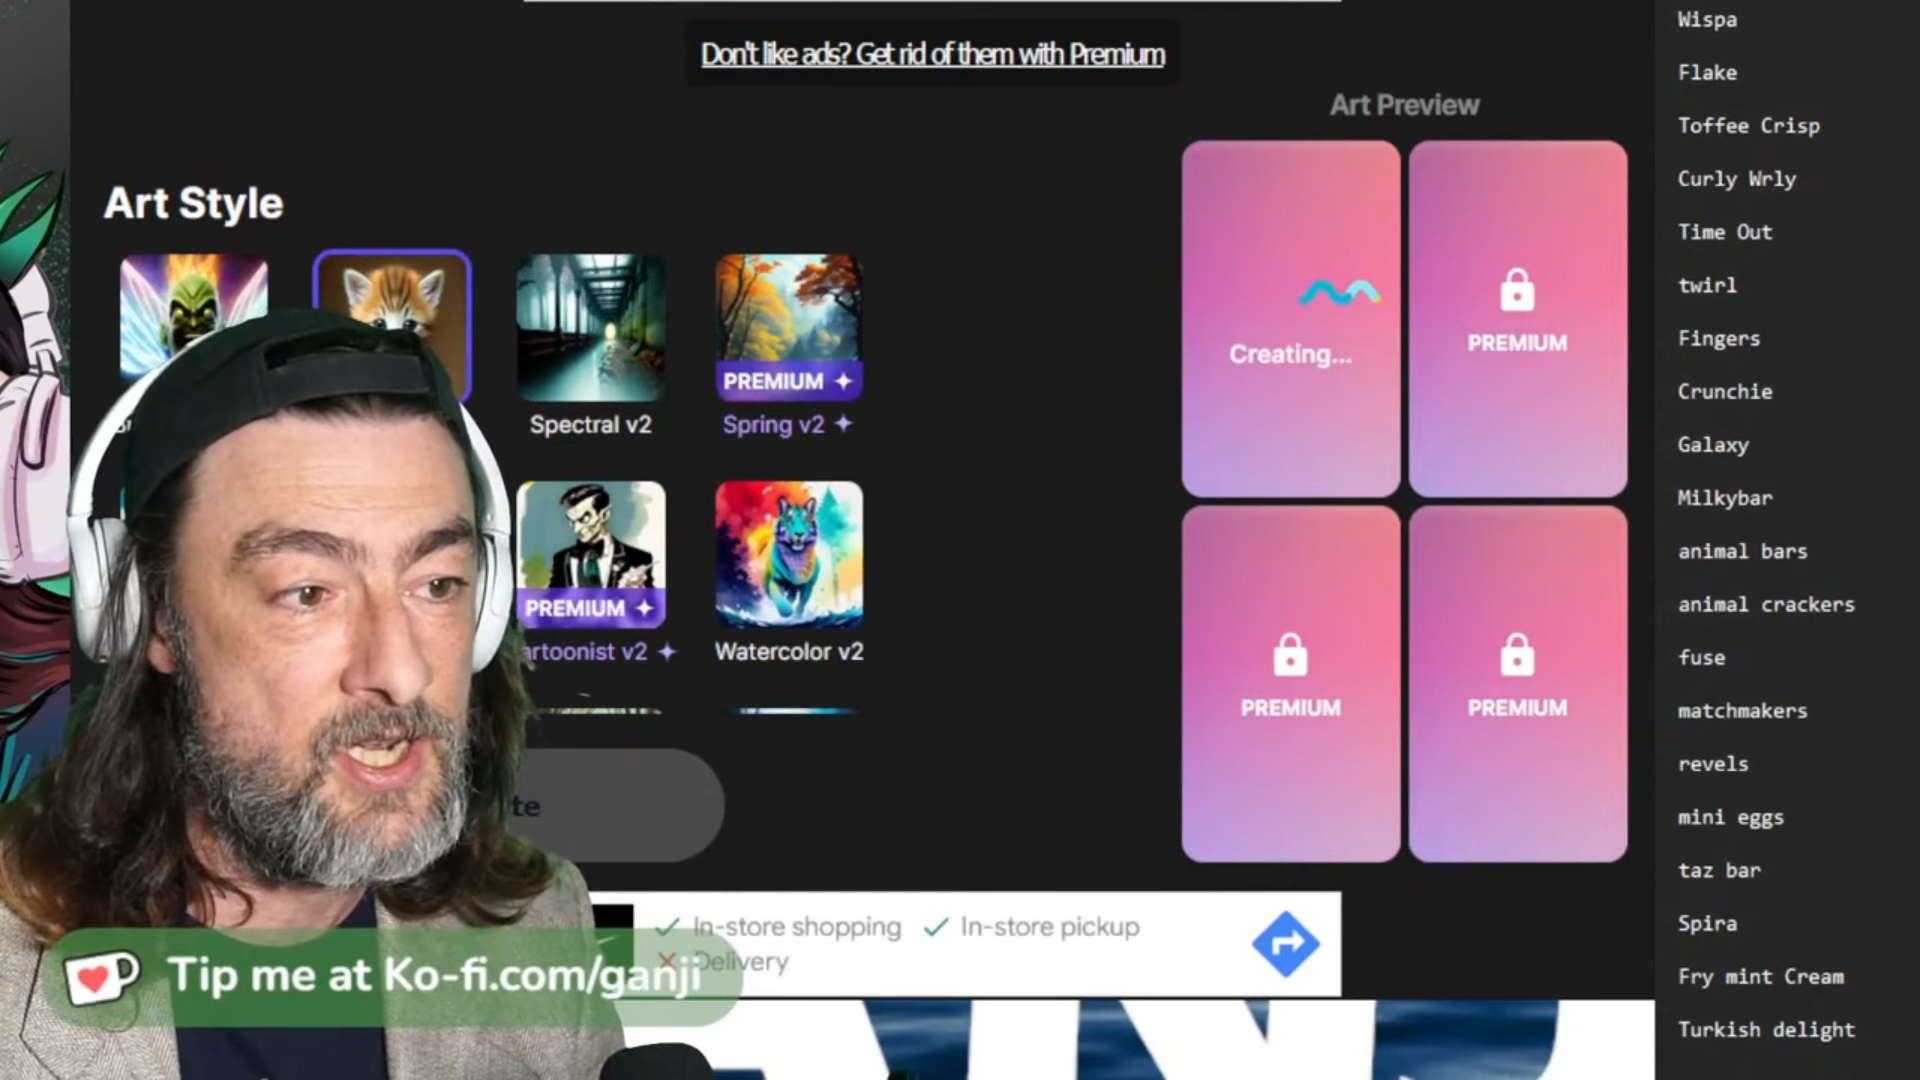 Don't like ads? Get rid of them with Premium
Art Preview
Art Style
Creating...
PREMIUM
PREMIUM
PREMIUM
PREMIUM
Spectral v2
Spring v2
PREMIUM
artoonist v2
Watercolor v2
te
In-store shopping
In-store pickup
Delivery
Tip me at Ko-fi.com/ganji
Wispa
Flake
Toffee Crisp
Curly Wrly
Time Out
twirl
Fingers
Crunchie
Galaxy
Milkybar
animal bars
animal crackers
fuse
matchmakers
revels
mini eggs
taz bar
Spira
Fry mint Cream
Turkish delight